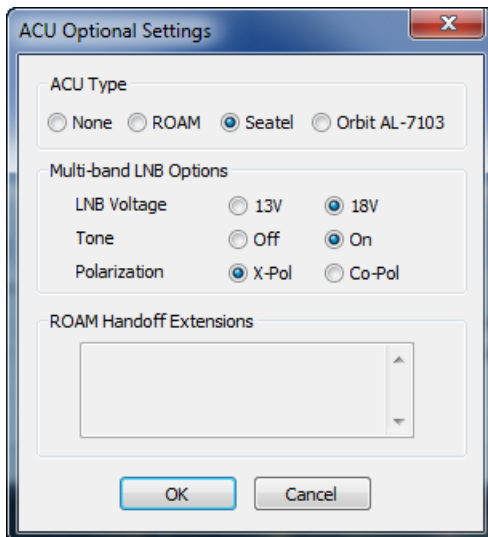 ACU Optional Settings
ACU Type
None ROAM Seatel Orbit AL-7103
Multi-band LNB Options
LNB Voltage 13V 18V
Tone Off On
Polarization X-Pol Co-Pol
ROAM Handoff Extensions
OK Cancel